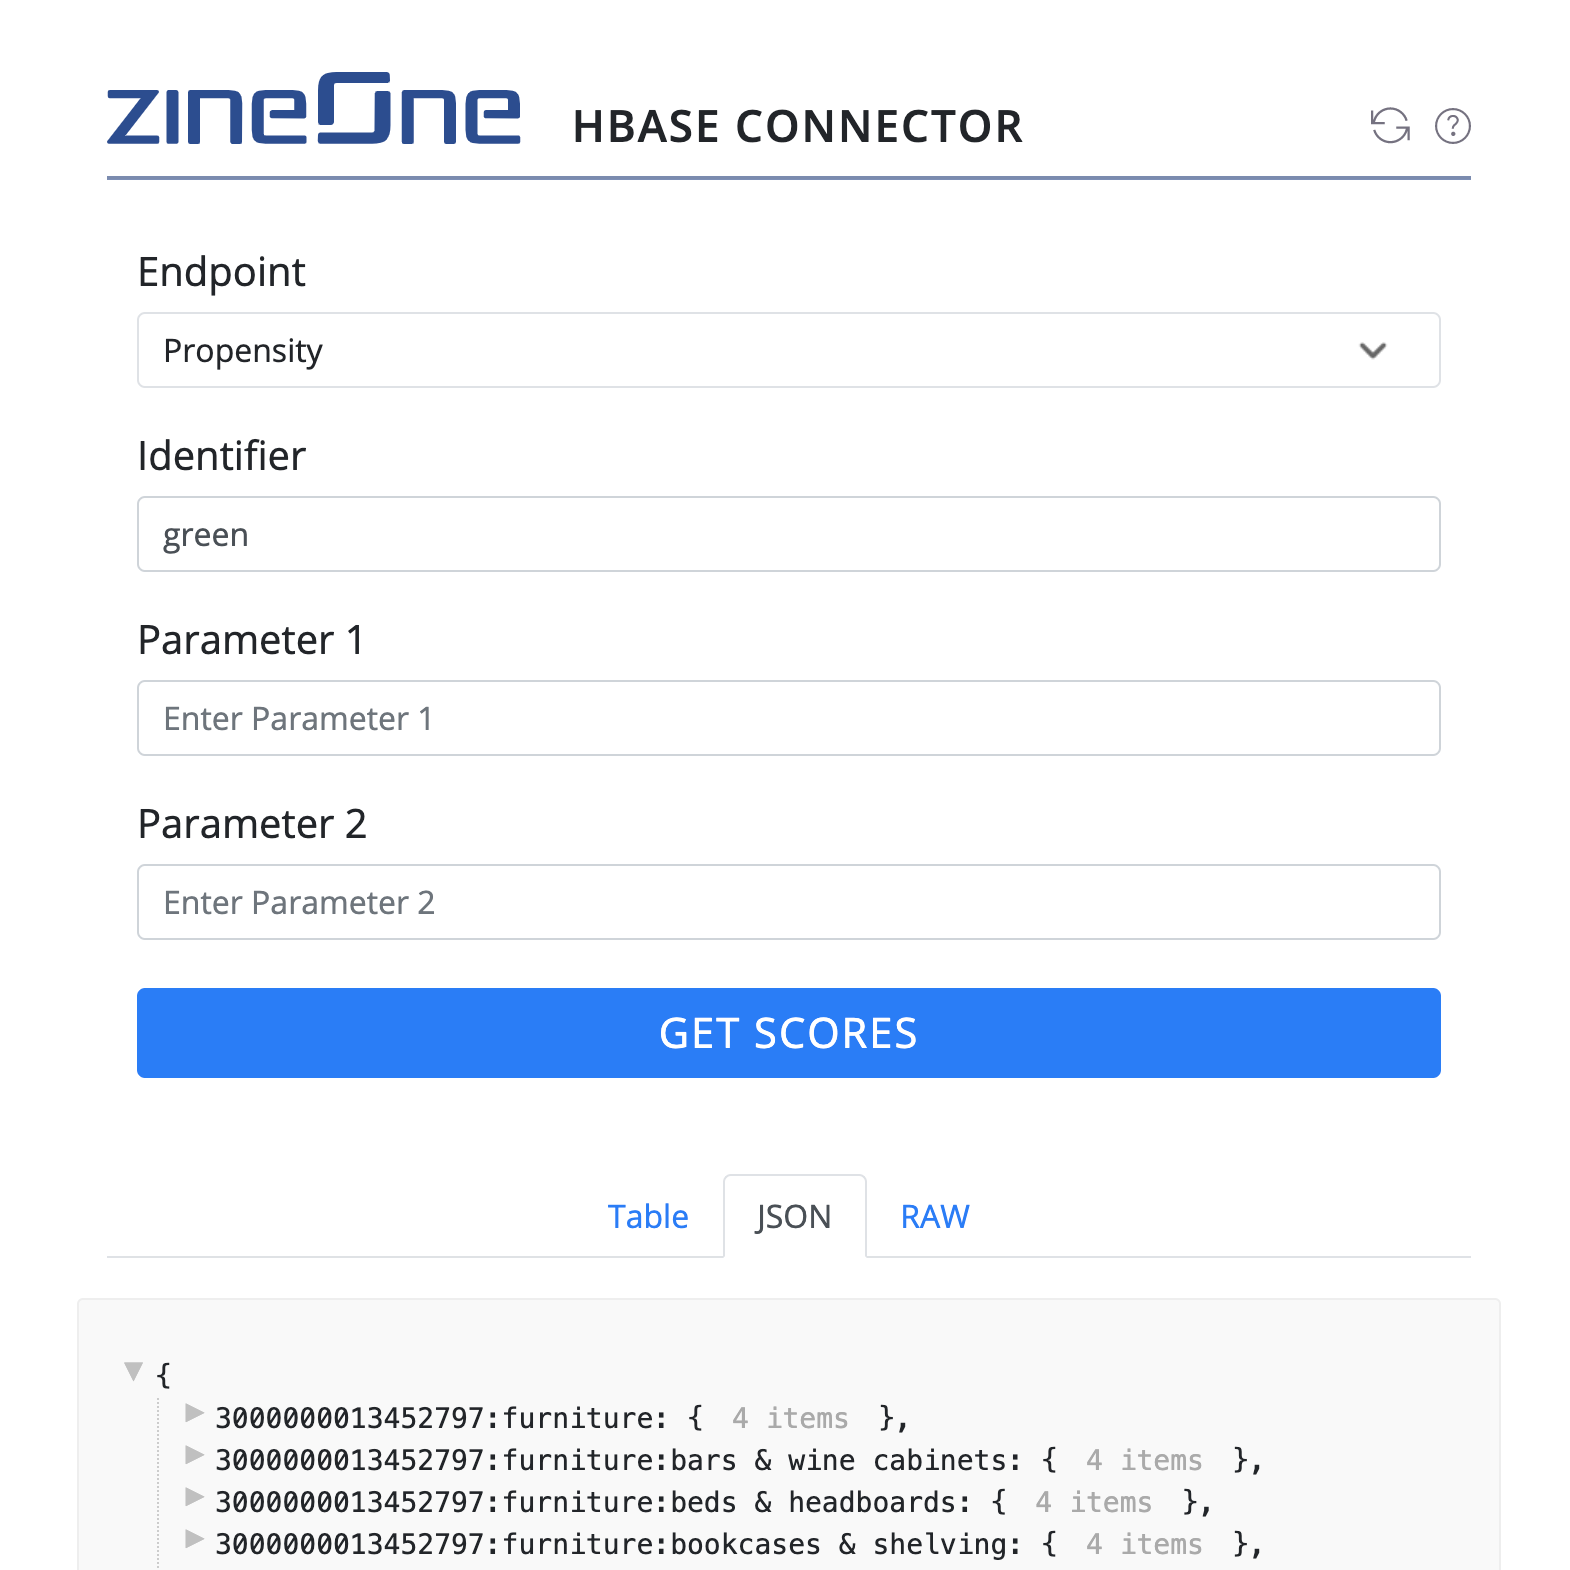 zineOne HBASE CONNECTOR ?
Endpoint
Propensity
Identifier
green
Parameter 1
Enter Parameter 1
Parameter 2
Enter Parameter 2
GET SCORES
Table JSON RAW
{
3000000013452797:furniture: { 4 items },
3000000013452797:furniture:bars & wine cabinets: { 4 items },
3000000013452797:furniture:beds & headboards: { 4 items },
3000000013452797:furniture:bookcases & shelving: { 4 items },